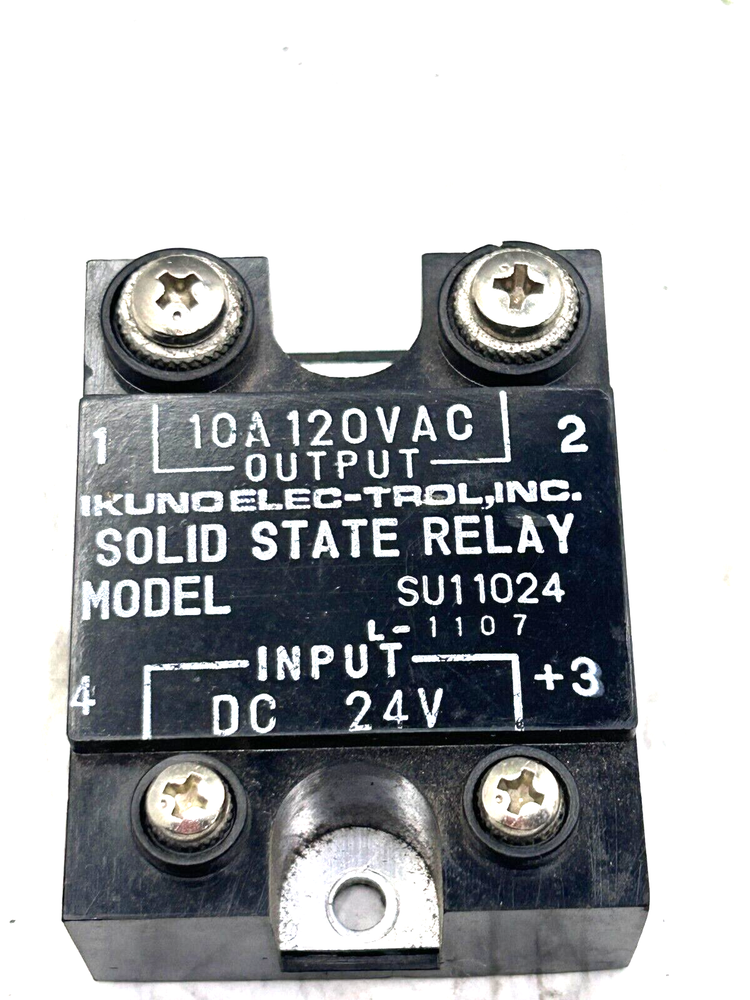 1 10A 120VAC 2
OUTPUT
IKUNO ELEC-TROL, INC.
SOLID STATE RELAY
MODEL SU11024
L-1107
INPUT
4 DC 24V +3